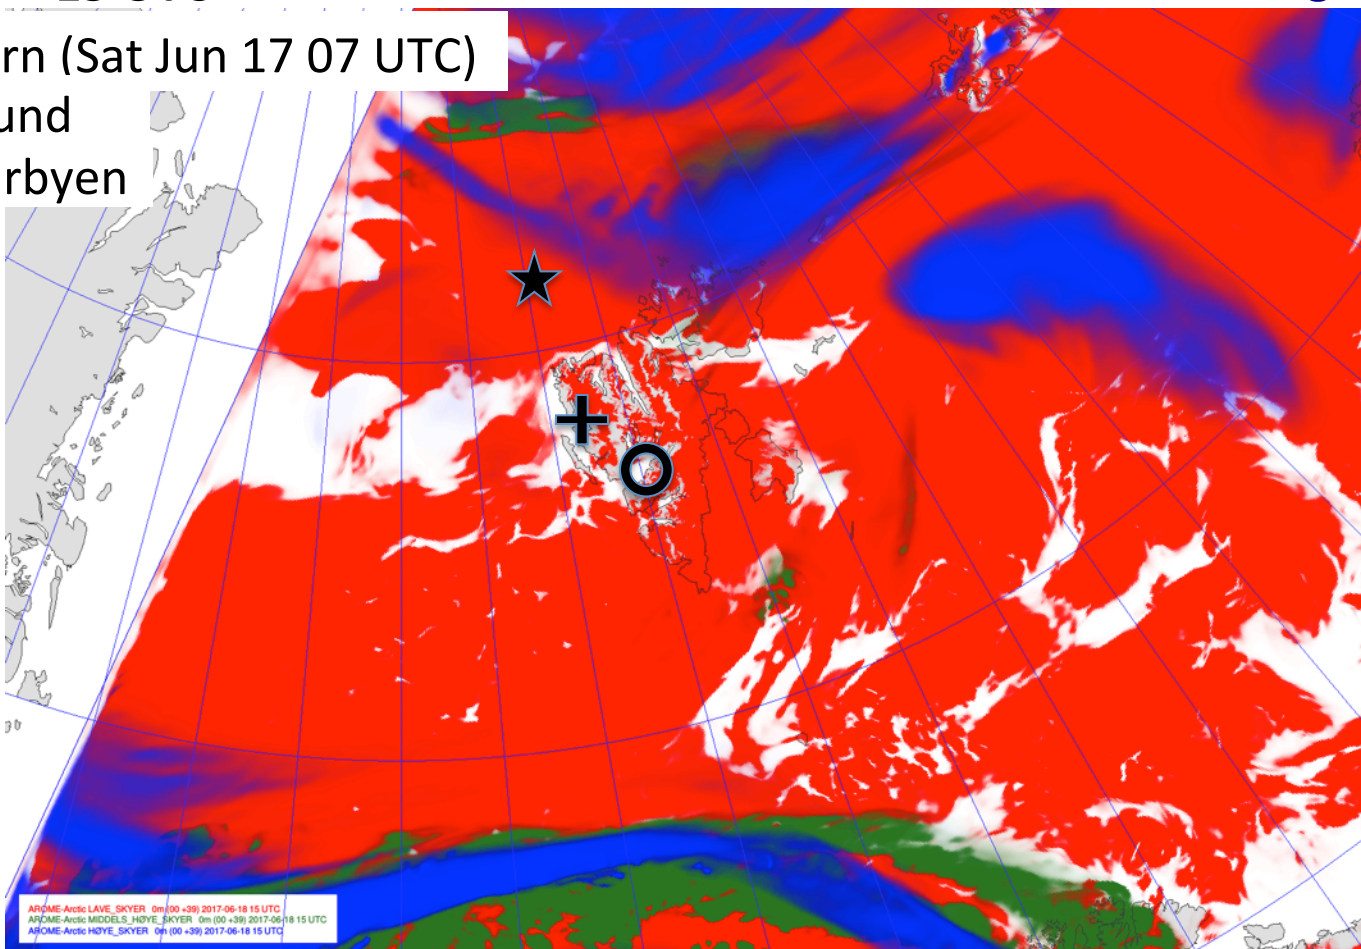 rn (Sat Jun 17 07 UTC)
und
rbyen
AROME-Arctic LAVE_SKYER 0m (00 +39) 2017-06-18 15 UTC
AROME-Arctic MIDDELS_HØYE_SKYER 0m (00 +39) 2017-06-18 15 UTC
AROME-Arctic HØYE_SKYER 0m (00 +39) 2017-06-18 15 UTC